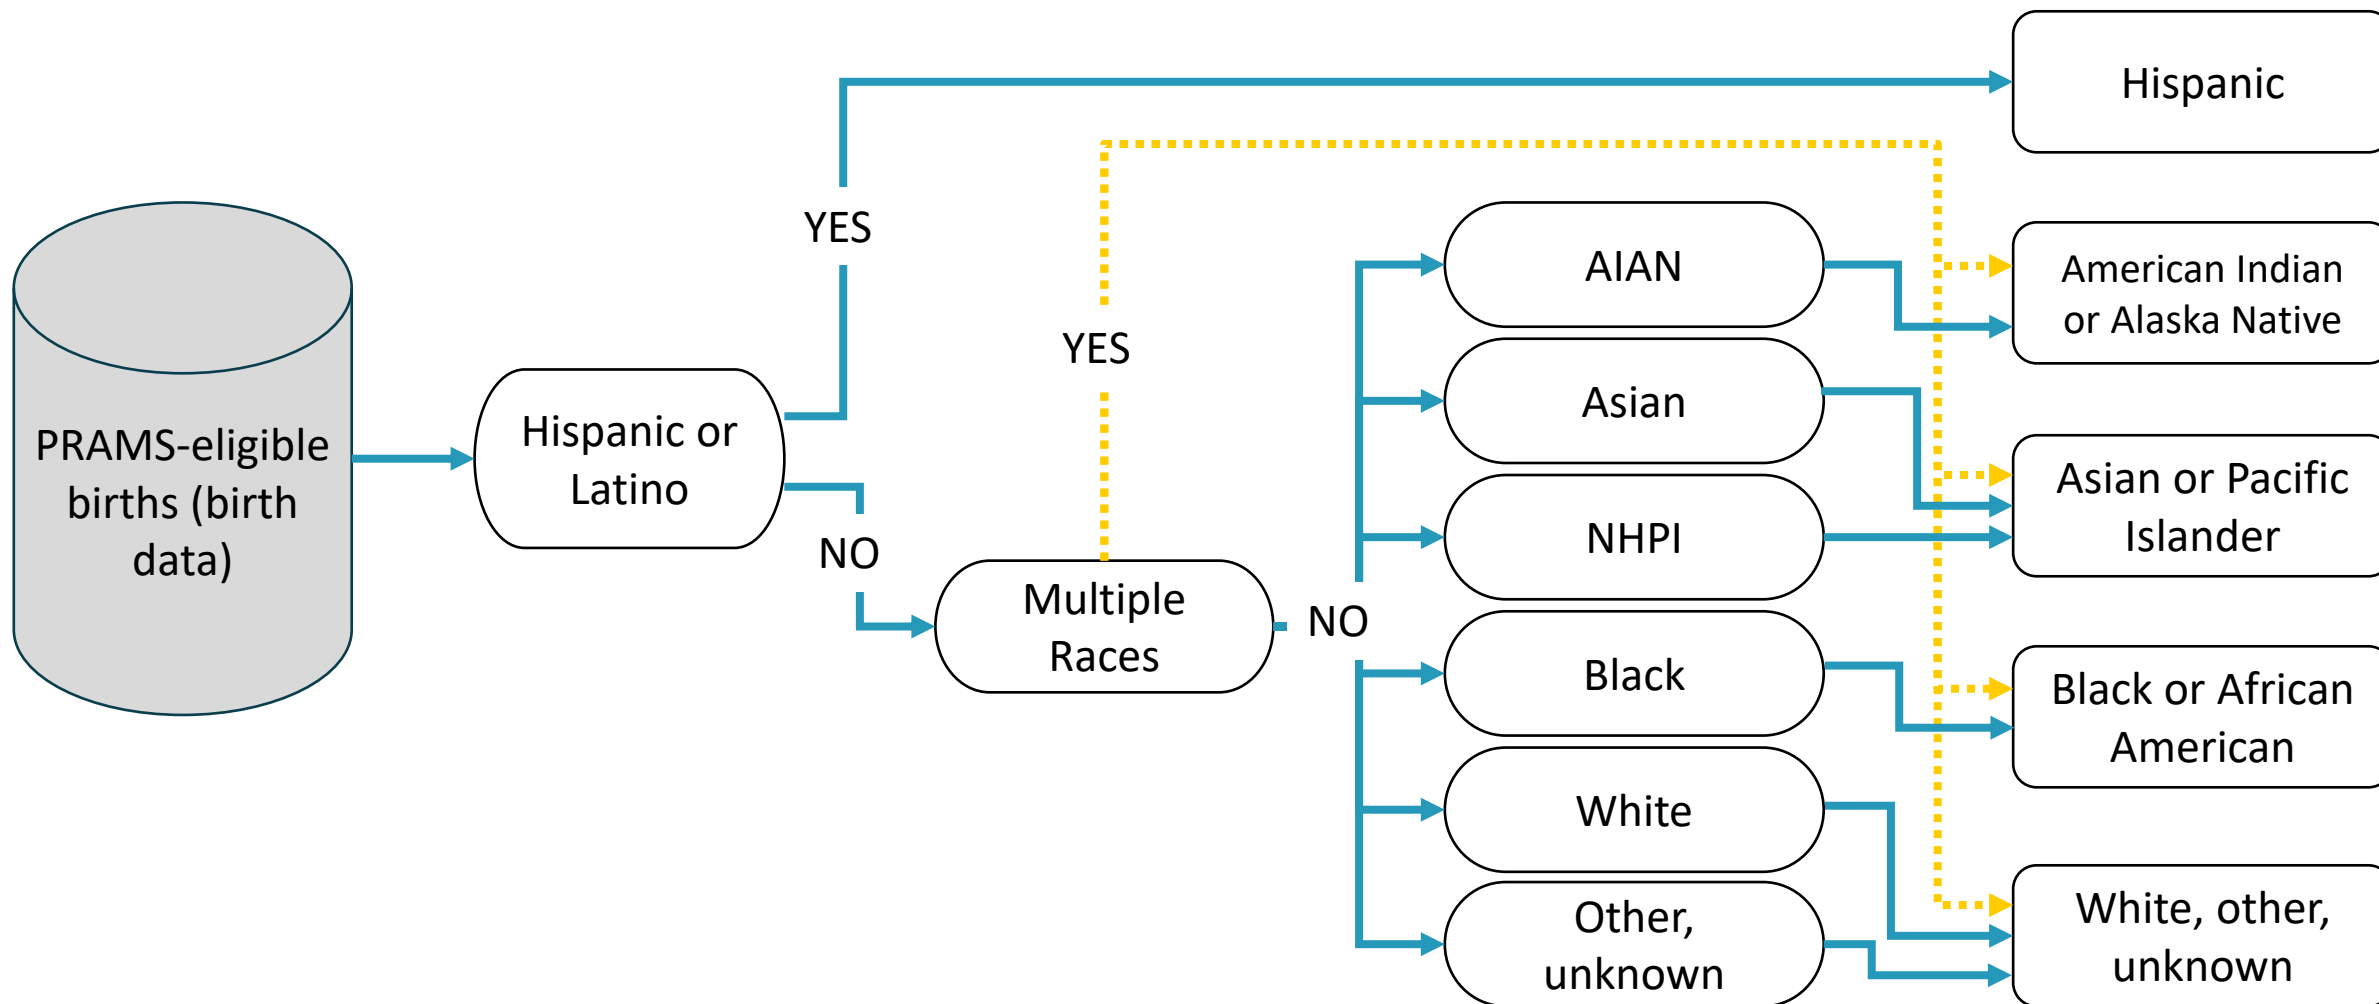 PRAMS-eligible
births (birth
data)
Hispanic or
Latino
YES
NO
Multiple
Races
YES
NO
AIAN
Asian
NHPI
Black
White
Other,
unknown
Hispanic
American Indian
or Alaska Native
Asian or Pacific
Islander
Black or African
American
White, other,
unknown